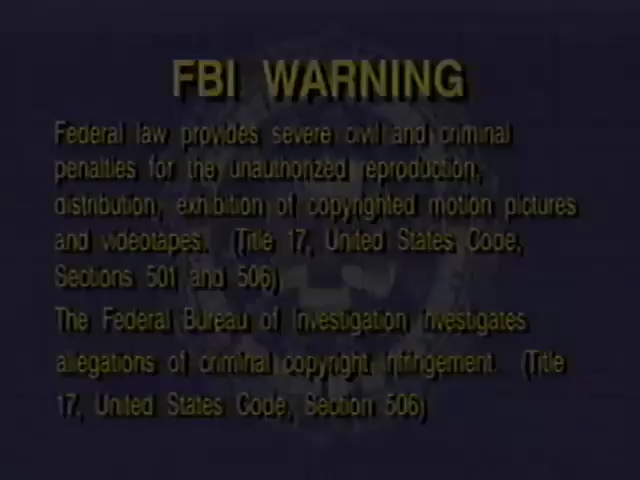 FBI WARNING
Federal law provides severe civil and criminal
penalties for the unauthorized reproduction,
distribution, exhibition of copyrighted motion pictures
and videotapes. (Title 17, United States Code,
Sections 501 and 506)
The Federal Bureau of Investigation investigates
allegations of criminal copyright infringement. (Title
17, United States Code, Section 506)